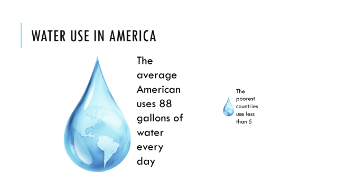 WATER USE IN AMERICA
The
average
American
uses 88
gallons of
water
every
day
The
poorest
countries
use less
than 5